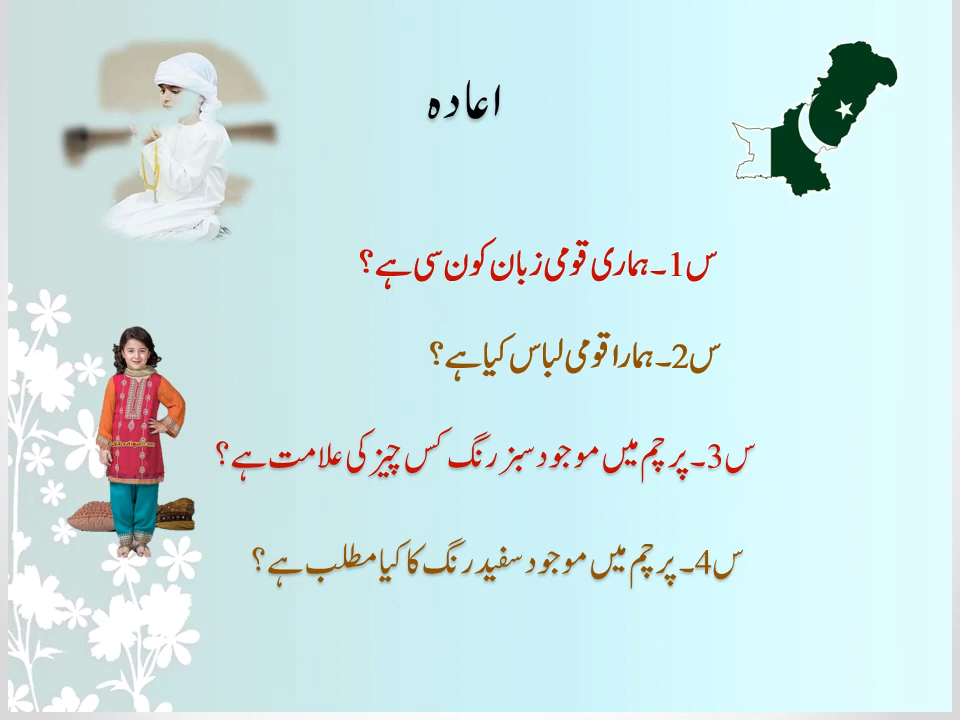 اعادہ
س1۔ ہماری قومی زبان کون سی ہے؟
س2۔ ہمارا قومی لباس کیا ہے؟
س3۔ پرچم میں موجود سبز رنگ کس چیز کی علامت ہے؟
س4۔ پرچم میں موجود سفید رنگ کا کیا مطلب ہے؟